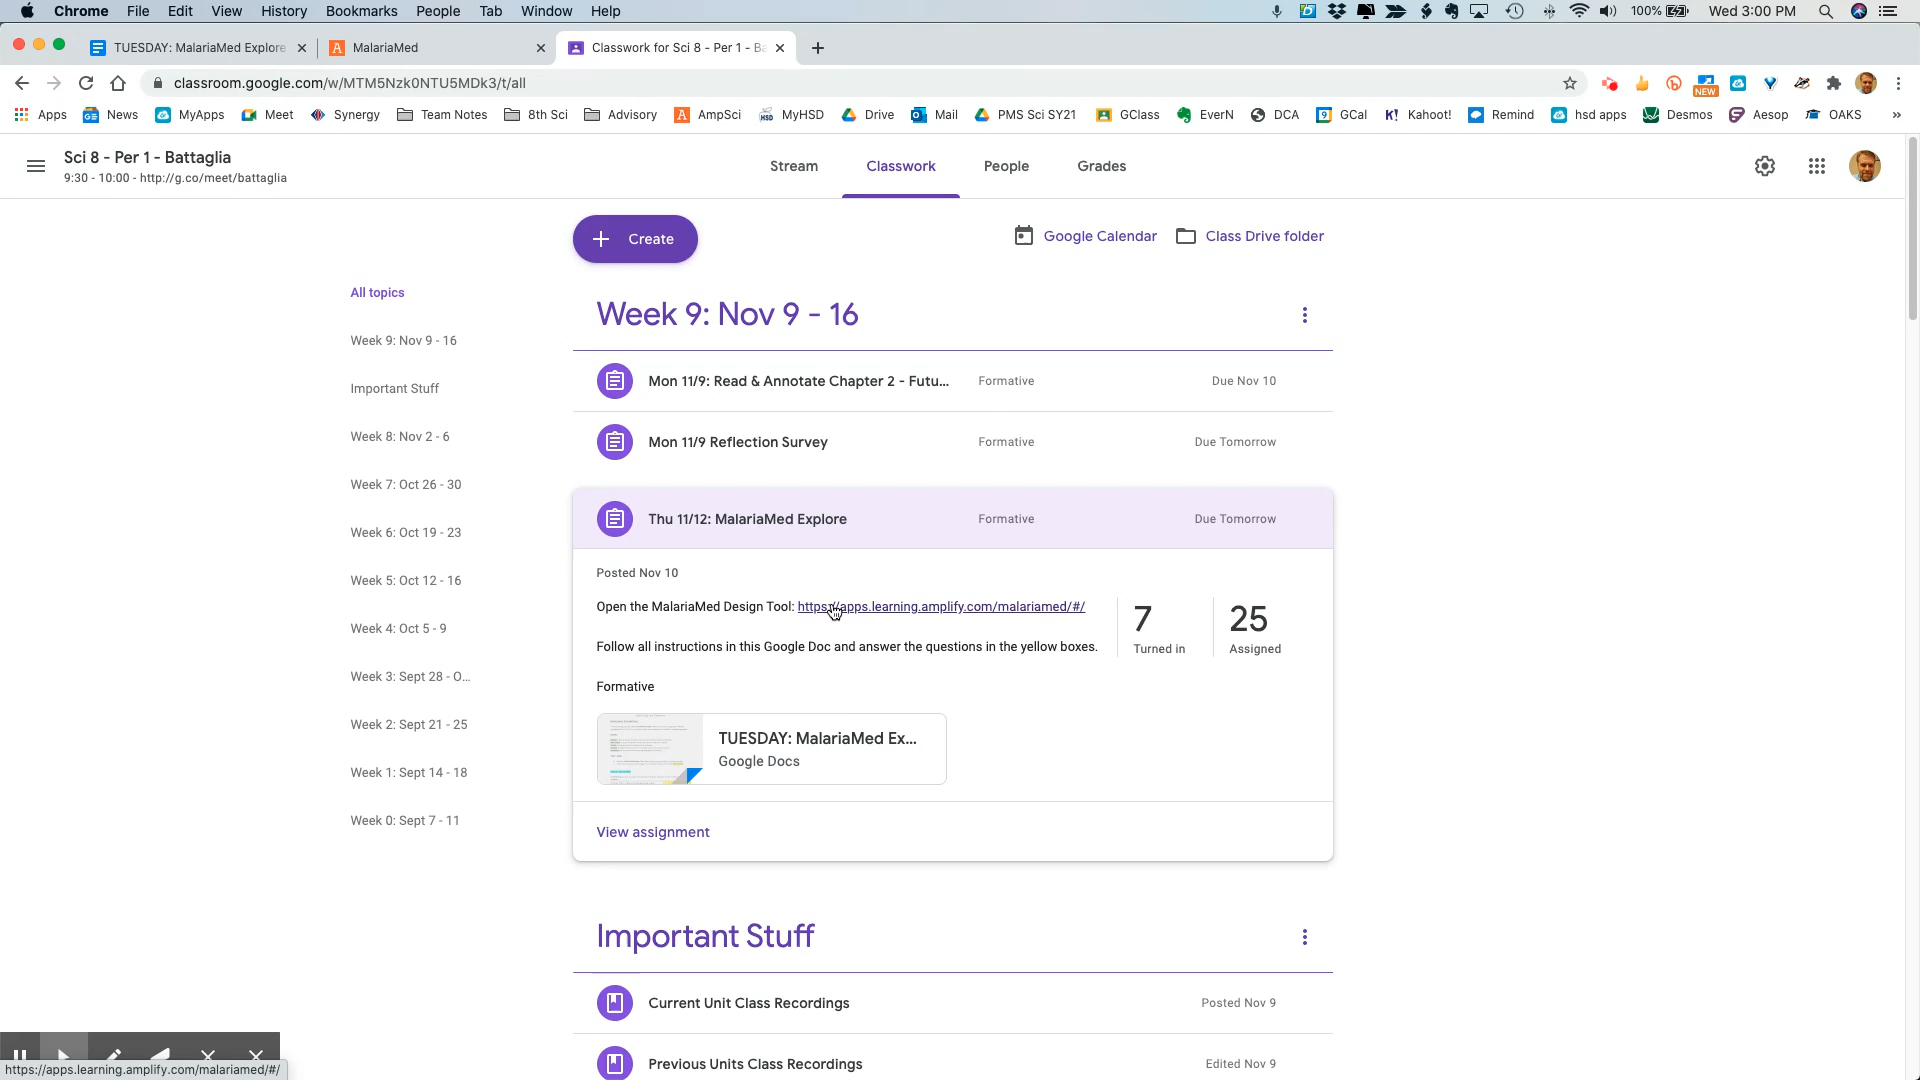 Chrome File Edit View History Bookmarks People Tab Window Help 100% Wed 3:00 PM
TUESDAY: MalariaMed Explore MalariaMed Classwork for Sci 8 - Per 1 - Ba
classroom.google.com/w/MTM5Nzk0NTU5MDk3/t/all
NEW
Apps News MyApps Meet Synergy Team Notes 8th Sci Advisory AmpSci MyHSD Drive Mail PMS Sci SY21 GClass EverN DCA GCal Kahoot! Remind hsd apps Desmos Aesop OAKS »
Sci 8 - Per 1 - Battaglia
9:30 - 10:00 - http://g.co/meet/battaglia
Stream Classwork People Grades
Create
Google Calendar Class Drive folder
All topics
Week 9: Nov 9 - 16
Important Stuff
Week 8: Nov 2 - 6
Week 7: Oct 26 - 30
Week 6: Oct 19 - 23
Week 5: Oct 12 - 16
Week 4: Oct 5 - 9
Week 3: Sept 28 - O...
Week 2: Sept 21 - 25
Week 1: Sept 14 - 18
Week 0: Sept 7 - 11
Week 9: Nov 9 - 16
Mon 11/9: Read & Annotate Chapter 2 - Futu... Formative Due Nov 10
Mon 11/9 Reflection Survey Formative Due Tomorrow
Thu 11/12: MalariaMed Explore Formative Due Tomorrow
Posted Nov 10
Open the MalariaMed Design Tool: https://apps.learning.amplify.com/malariamed/#/
Follow all instructions in this Google Doc and answer the questions in the yellow boxes.
Formative
7 Turned in
25 Assigned
TUESDAY: MalariaMed Ex...
Google Docs
View assignment
Important Stuff
Current Unit Class Recordings Posted Nov 9
Previous Units Class Recordings Edited Nov 9
https://apps.learning.amplify.com/malariamed/#/